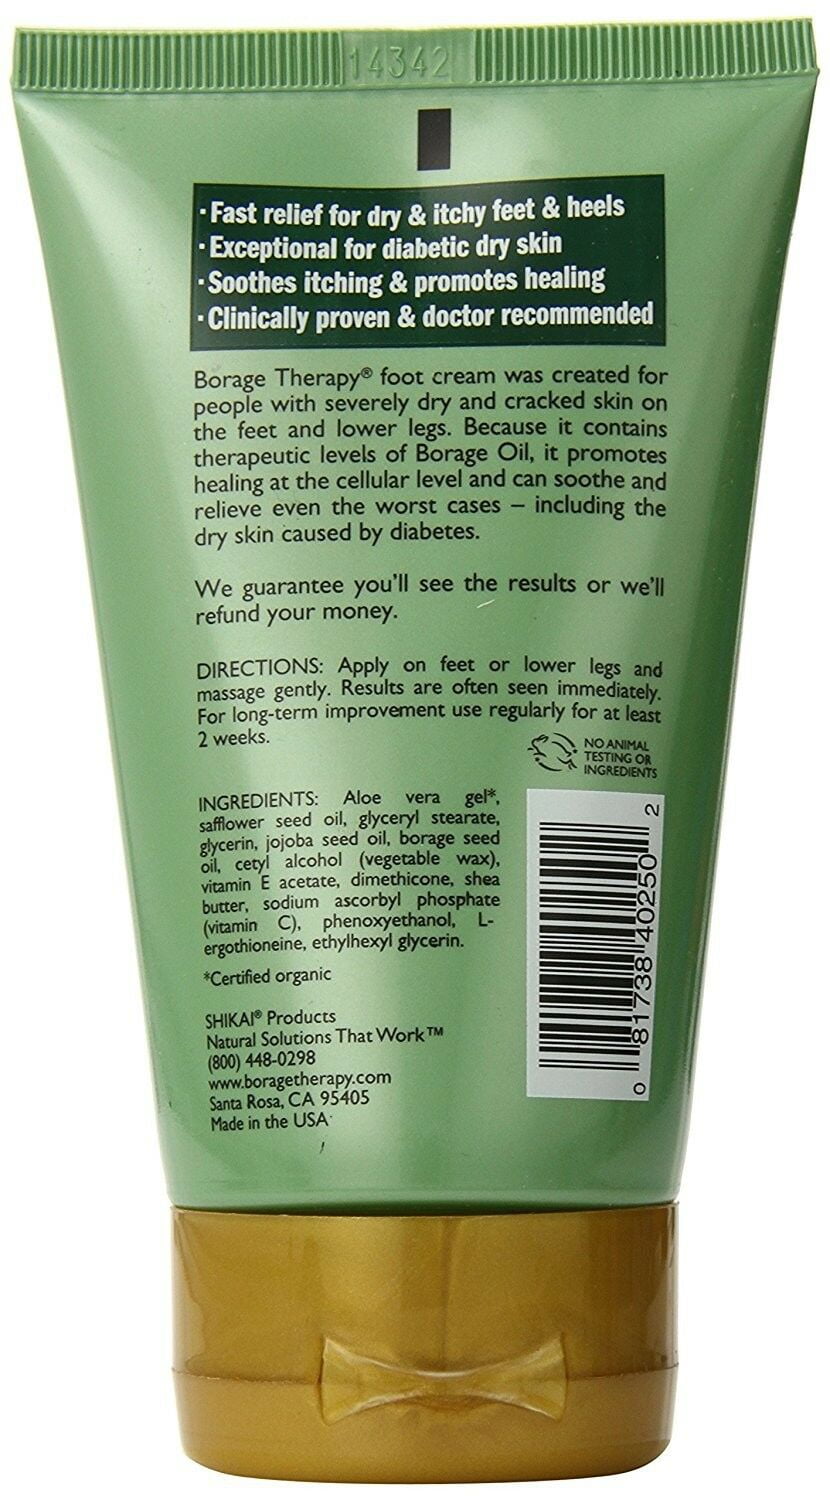 14342
· Fast relief for dry & itchy feet & heels
· Exceptional for diabetic dry skin
· Soothes itching & promotes healing
· Clinically proven & doctor recommended
Borage Therapy® foot cream was created for
people with severely dry and cracked skin on
the feet and lower legs. Because it contains
therapeutic levels of Borage Oil, it promotes
healing at the cellular level and can soothe and
relieve even the worst cases – including the
dry skin caused by diabetes.
We guarantee you'll see the results or we'll
refund your money.
DIRECTIONS: Apply on feet or lower legs and
massage gently. Results are often seen immediately.
For long-term improvement use regularly for at least
2 weeks.
NO ANIMAL
TESTING OR
INGREDIENTS
INGREDIENTS: Aloe vera gel*,
safflower seed oil, glyceryl stearate,
glycerin, jojoba seed oil, borage seed
oil, cetyl alcohol (vegetable wax),
vitamin E acetate, dimethicone, shea
butter, sodium ascorbyl phosphate
(vitamin C), phenoxyethanol, L-
ergothioneine, ethylhexyl glycerin.
*Certified organic
SHIKAI® Products
Natural Solutions That Work™
(800) 448-0298
www.boragetherapy.com
Santa Rosa, CA 95405
Made in the USA
0 81738 40250 2